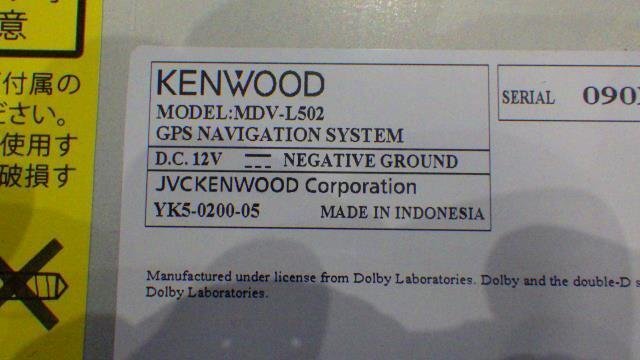 意
付属の
ださい。
使用す
破損す
KENWOOD
MODEL:MDV-L502
GPS NAVIGATION SYSTEM
D.C. 12V NEGATIVE GROUND
JVCKENWOOD Corporation
YK5-0200-05 MADE IN INDONESIA
SERIAL 090
Manufactured under license from Dolby Laboratories. Dolby and the double-D
Dolby Laboratories.